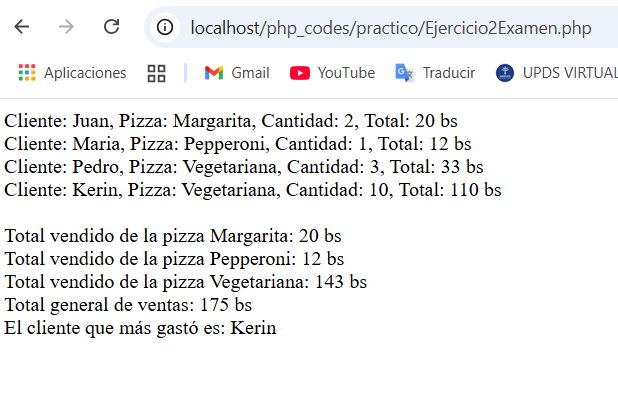 localhost/php_codes/practico/Ejercicio2Examen.php
Aplicaciones Gmail YouTube Traducir UPDS VIRTUAL
Cliente: Juan, Pizza: Margarita, Cantidad: 2, Total: 20 bs
Cliente: Maria, Pizza: Pepperoni, Cantidad: 1, Total: 12 bs
Cliente: Pedro, Pizza: Vegetariana, Cantidad: 3, Total: 33 bs
Cliente: Kerin, Pizza: Vegetariana, Cantidad: 10, Total: 110 bs
Total vendido de la pizza Margarita: 20 bs
Total vendido de la pizza Pepperoni: 12 bs
Total vendido de la pizza Vegetariana: 143 bs
Total general de ventas: 175 bs
El cliente que más gastó es: Kerin